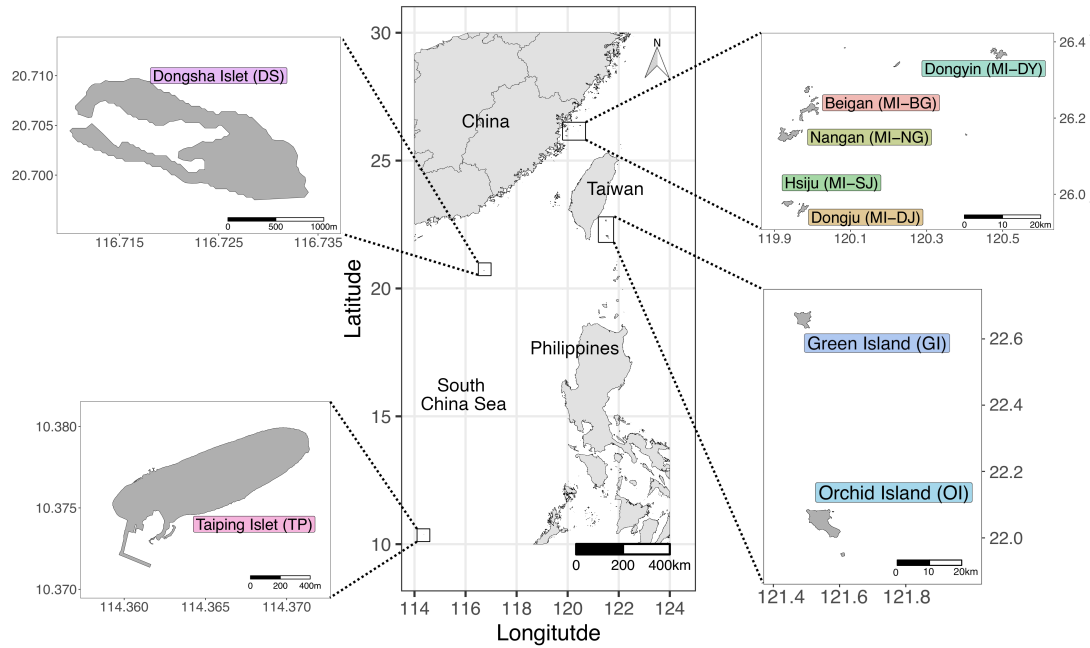 20.710
20.705
20.700
Dongsha Islet (DS)
0 500 1000m
116.715 116.725 116.735
10.380
10.375
10.370
Taiping Islet (TP)
0 200 400m
114.360 114.365 114.370
Latitude
30
25
20
15
10
N
China
Taiwan
Philippines
South
China Sea
0 200 400km
114 116 118 120 122 124
Longitutde
Dongyin (MI−DY)
Beigan (MI−BG)
Nangan (MI−NG)
Hsiju (MI−SJ)
Dongju (MI−DJ)
0 10 20km
26.4
26.2
26.0
119.9 120.1 120.3 120.5
Green Island (GI)
Orchid Island (OI)
0 10 20km
22.6
22.4
22.2
22.0
121.4 121.6 121.8